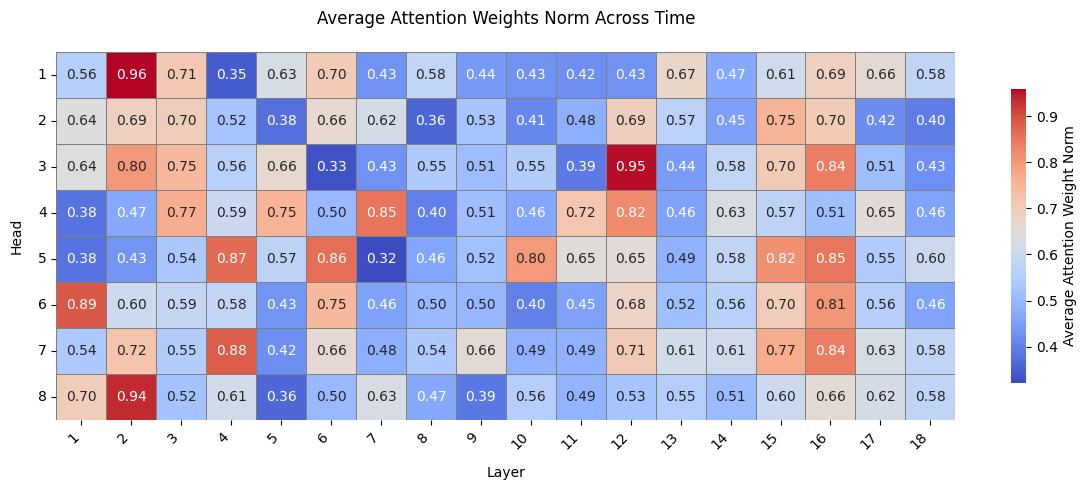 Average Attention Weights Norm Across Time
Head
1 0.56 0.96 0.71 0.35 0.63 0.70 0.43 0.58 0.44 0.43 0.42 0.43 0.67 0.47 0.61 0.69 0.66 0.58
2 0.64 0.69 0.70 0.52 0.38 0.66 0.62 0.36 0.53 0.41 0.48 0.69 0.57 0.45 0.75 0.70 0.42 0.40
3 0.64 0.80 0.75 0.56 0.66 0.33 0.43 0.55 0.51 0.55 0.39 0.95 0.44 0.58 0.70 0.84 0.51 0.43
4 0.38 0.47 0.77 0.59 0.75 0.50 0.85 0.40 0.51 0.46 0.72 0.82 0.46 0.63 0.57 0.51 0.65 0.46
5 0.38 0.43 0.54 0.87 0.57 0.86 0.32 0.46 0.52 0.80 0.65 0.65 0.49 0.58 0.82 0.85 0.55 0.60
6 0.89 0.60 0.59 0.58 0.43 0.75 0.46 0.50 0.50 0.40 0.45 0.68 0.52 0.56 0.70 0.81 0.56 0.46
7 0.54 0.72 0.55 0.88 0.42 0.66 0.48 0.54 0.66 0.49 0.49 0.71 0.61 0.61 0.77 0.84 0.63 0.58
8 0.70 0.94 0.52 0.61 0.36 0.50 0.63 0.47 0.39 0.56 0.49 0.53 0.55 0.51 0.60 0.66 0.62 0.58
1 2 3 4 5 6 7 8 9 10 11 12 13 14 15 16 17 18
Layer
0.9
0.8
0.7
0.6
0.5
0.4
Average Attention Weight Norm